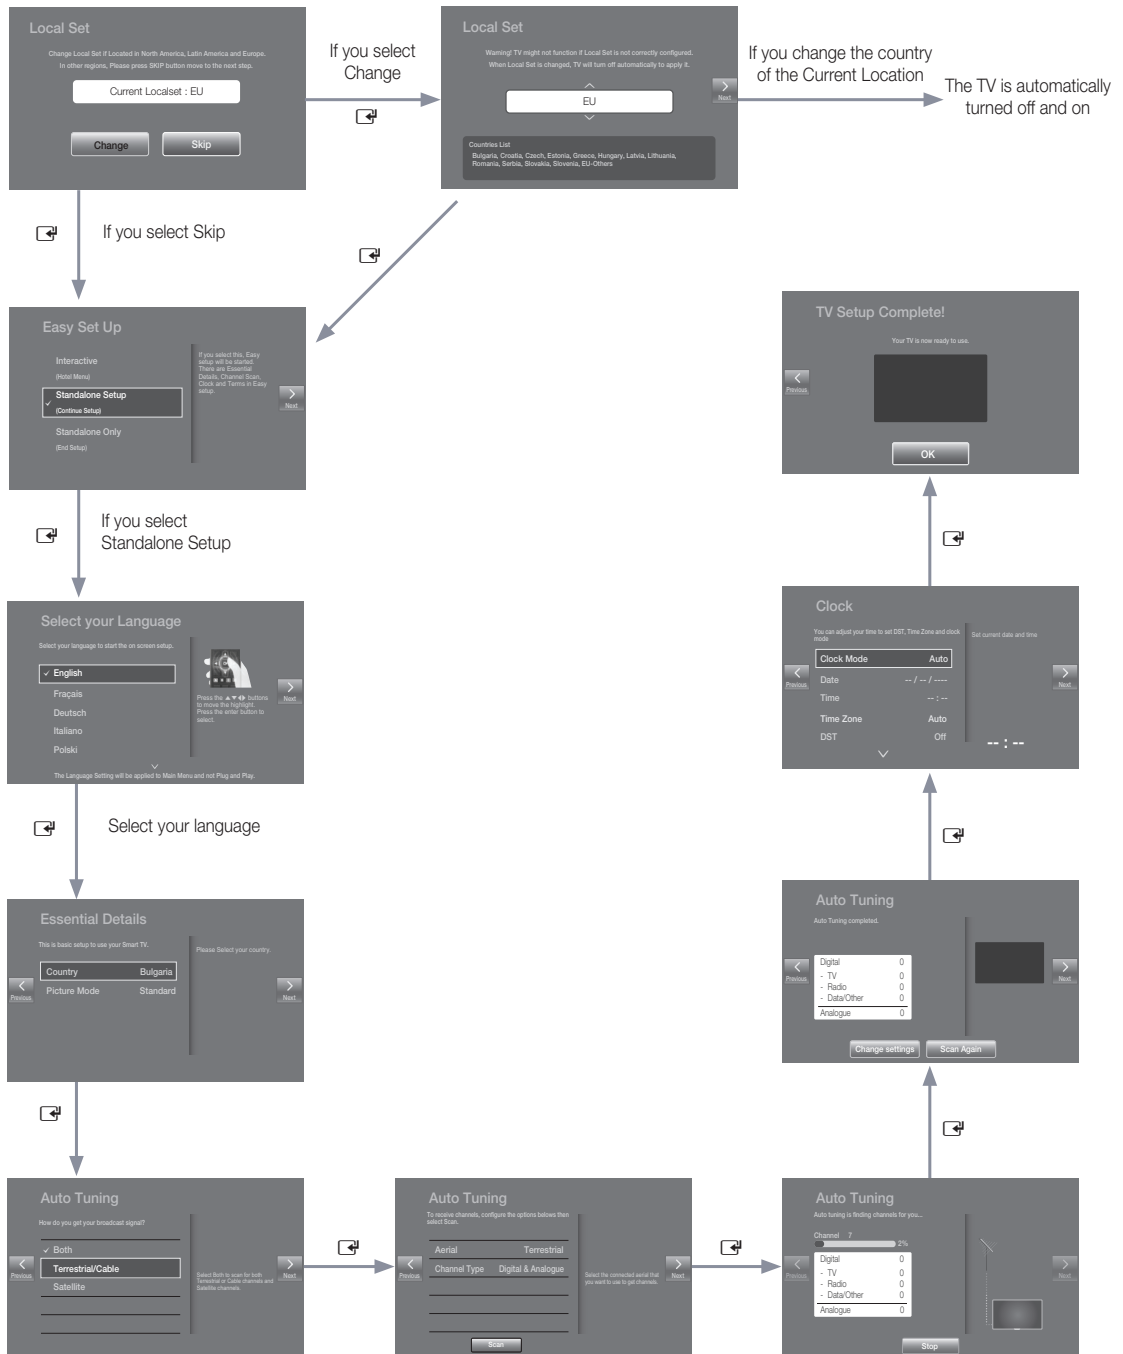 Local Set
Change Local Set if Located in North America, Latin America and Europe.
In other regions, Please press SKIP button move to the next step.
Current Localset : EU
Change
Skip
If you select
Change
Local Set
Warning! TV might not function if Local Set is not correctly configured.
When Local Set is changed, TV will turn off automatically to apply it.
EU
Next
Countries List
Bulgaria, Croatia, Czech, Estonia, Greece, Hungary, Latvia, Lithuania,
Romania, Serbia, Slovakia, Slovenia, EU-Others
If you change the country
of the Current Location
The TV is automatically
turned off and on
If you select Skip
Easy Set Up
Interactive
(Hotel Menu)
✓ Standalone Setup
(Continue Setup)
Standalone Only
(End Setup)
If you select this, Easy
setup will be started.
There are Essential
Details, Channel Scan,
Clock and Terms in Easy
setup.
Next
If you select
Standalone Setup
Select your Language
Select your language to start the on screen setup.
✓ English
Fraçais
Deutsch
Italiano
Polski
Press the ▲▼◀▶ buttons
to move the highlight.
Press the enter button to
select.
Next
The Language Setting will be applied to Main Menu and not Plug and Play.
Select your language
Essential Details
This is basic setup to use your Smart TV.
Country Bulgaria
Picture Mode Standard
Please Select your country.
Previous
Next
Auto Tuning
How do you get your broadcast signal?
✓ Both
Terrestrial/Cable
Satellite
Select Both to scan for both
Terrestrial or Cable channels and
Satellite channels.
Previous
Next
Auto Tuning
To receive channels, configure the options belows then
select Scan.
Aerial Terrestrial
Channel Type Digital & Analogue
Select the connected aerial that
you want to use to get channels.
Previous
Next
Scan
Auto Tuning
Auto tuning is finding channels for you...
Channel 7
2%
Digital 0
- TV 0
- Radio 0
- Data/Other 0
Analogue 0
Previous
Next
Stop
Auto Tuning
Auto Tuning completed.
Digital 0
- TV 0
- Radio 0
- Data/Other 0
Analogue 0
Previous
Next
Change settings
Scan Again
Clock
You can adjust your time to set DST, Time Zone and clock
mode
Clock Mode Auto
Date -- / -- / ----
Time -- : --
Time Zone Auto
DST Off
Set current date and time
-- : --
Previous
Next
TV Setup Complete!
Your TV is now ready to use.
Previous
OK